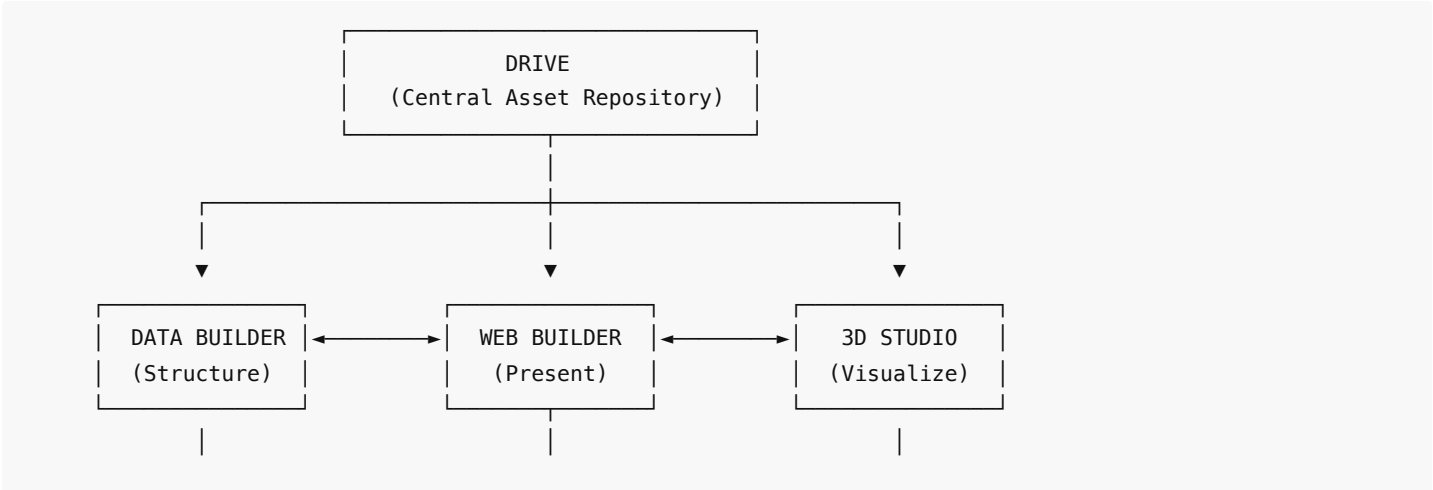 DRIVE
(Central Asset Repository)
DATA BUILDER
(Structure)
WEB BUILDER
(Present)
3D STUDIO
(Visualize)